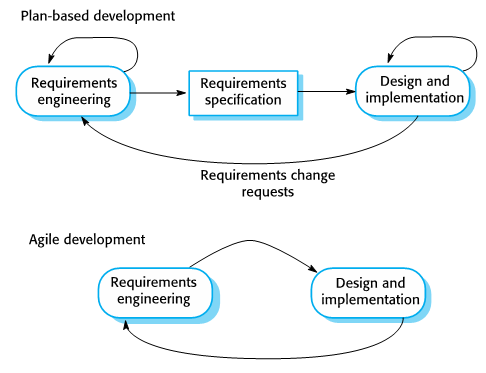 Plan-based development
Requirements
engineering
Requirements
specification
Design and
implementation
Requirements change
requests
Agile development
Requirements
engineering
Design and
implementation